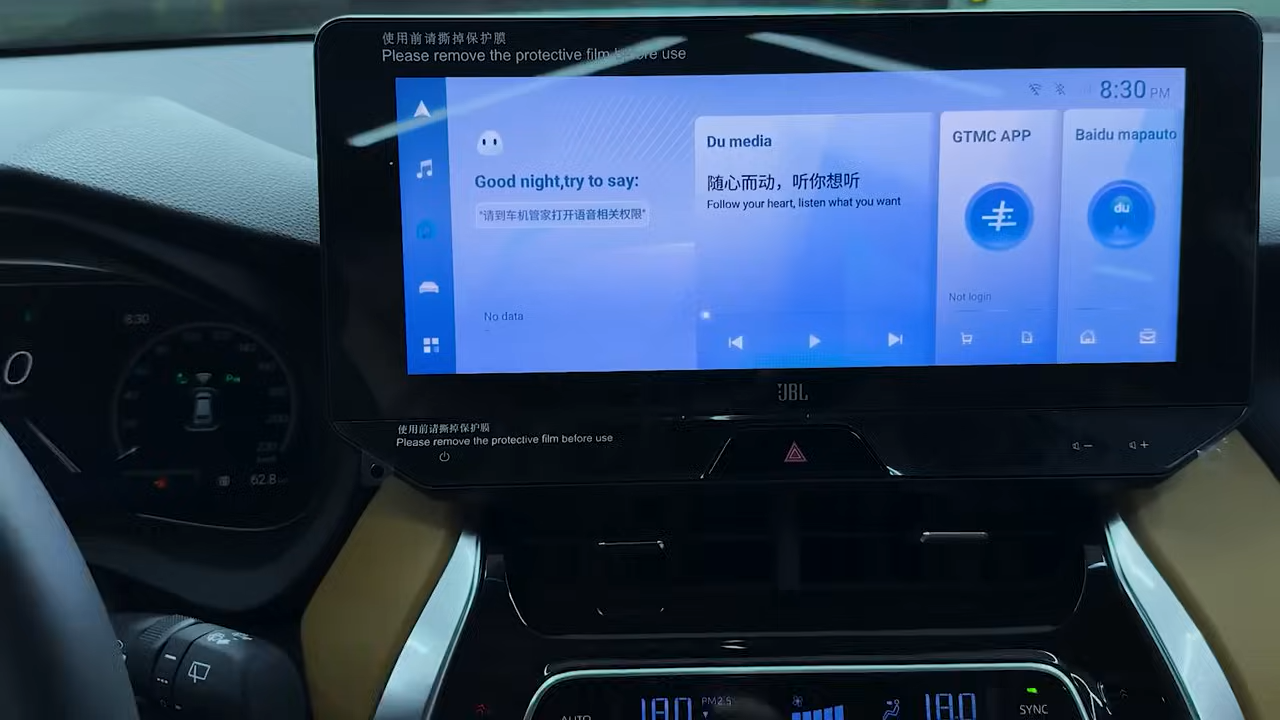 使用前请撕掉保护膜
Please remove the protective film before use
8:30 PM
Good night,try to say:
"请到车机管家打开语音相关权限"
No data
Du media
随心而动，听你想听
Follow your heart, listen what you want
GTMC APP
Not login
Baidu mapauto
du
JBL
使用前请撕掉保护膜
Please remove the protective film before use
8:30
0
62.8
AUTO
18.0
PM2.5
18.0
SYNC